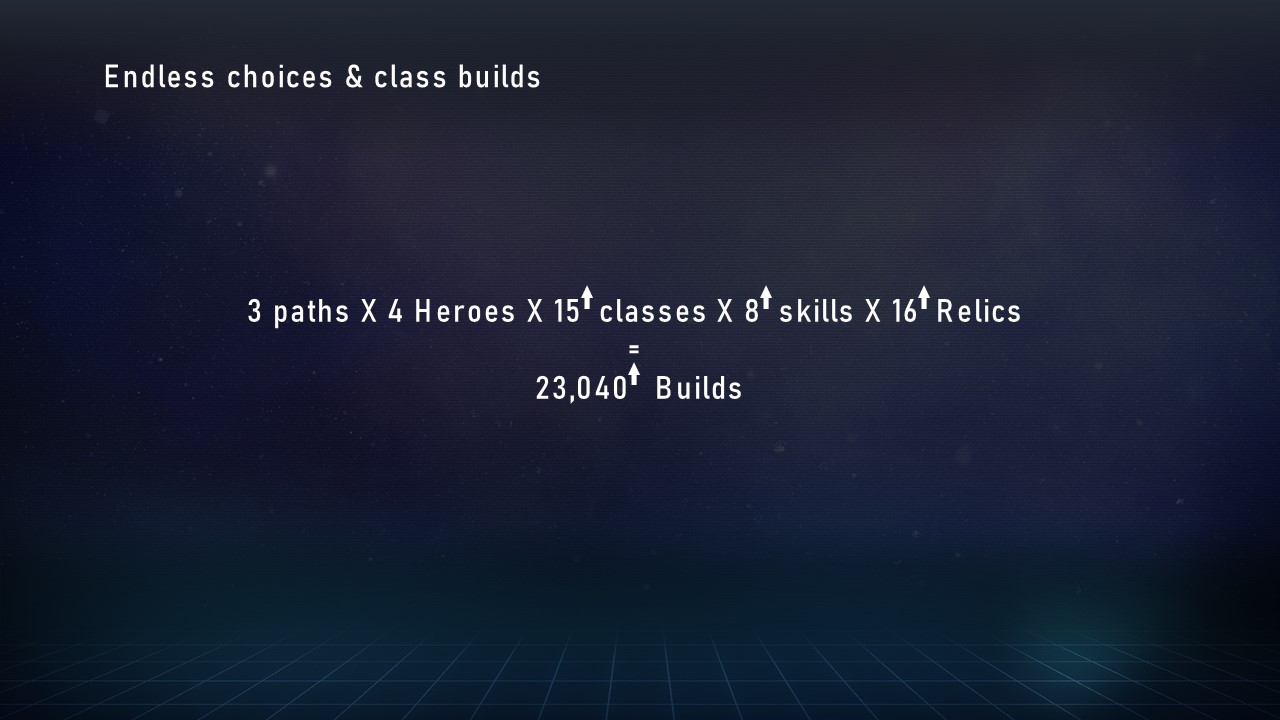 Endless choices & class builds
3 paths X 4 Heroes X 15⬆ classes X 8⬆ skills X 16⬆ Relics
=
23,040⬆ Builds